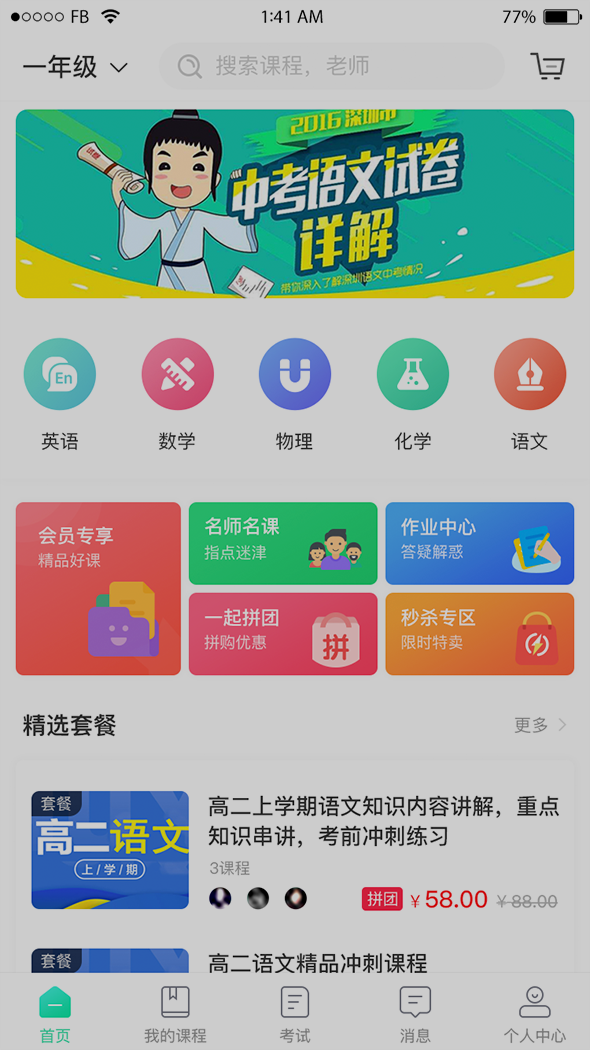 FB 1:41 AM 77%
一年级 搜索课程，老师
2016 深圳市
中考语文试卷
详解
带你深入了解深圳语文中考情况
En
英语 数学 物理 化学 语文
会员专享
精品好课
名师名课
指点迷津
作业中心
答疑解惑
一起拼团
拼购优惠
拼
秒杀专区
限时特卖
精选套餐 更多
套餐
高二语文
上/学/期
高二上学期语文知识内容讲解，重点
知识串讲，考前冲刺练习
3课程
拼团 ¥ 58.00 ¥ 88.00
套餐
高二语文精品冲刺课程
首页 我的课程 考试 消息 个人中心